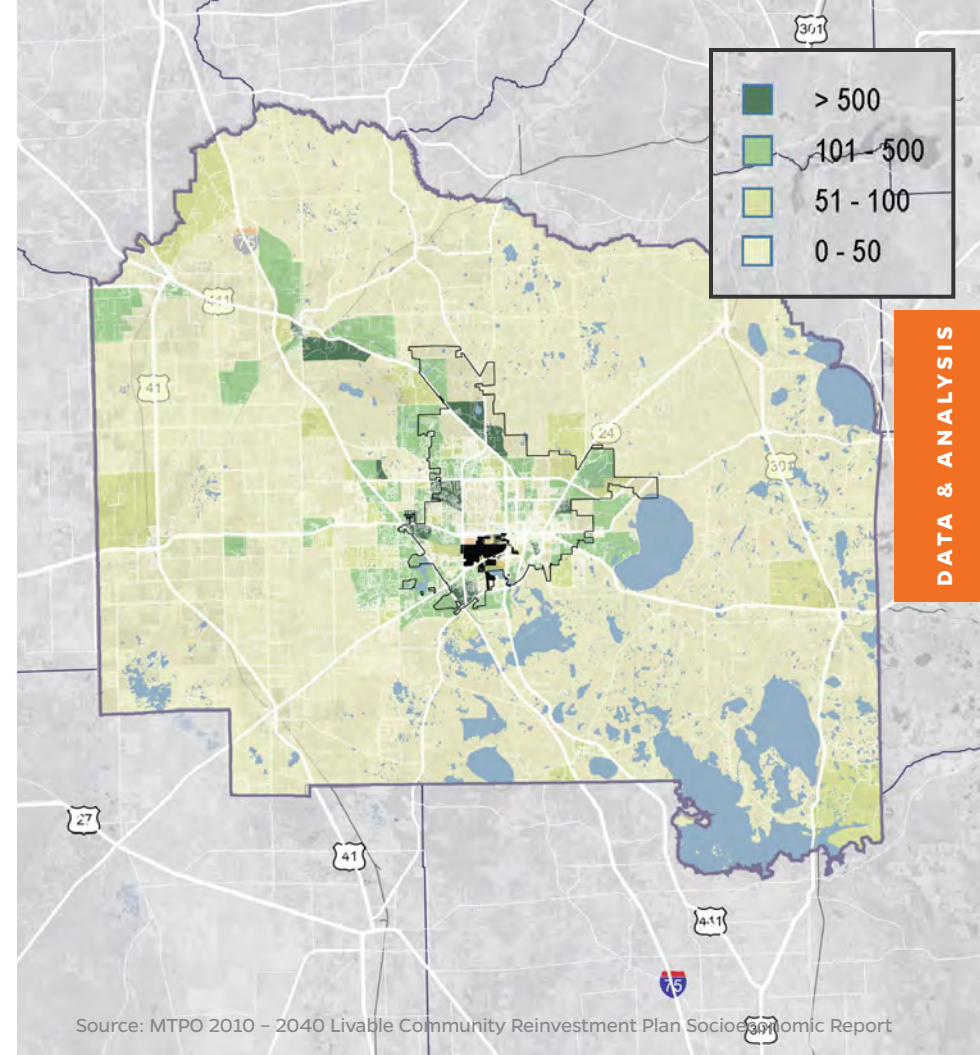 301
> 500
101 - 500
51 - 100
0 - 50
75
441
41
DATA & ANALYSIS
24
301
27
41
441
75
Source: MTPO 2010 – 2040 Livable Community Reinvestment Plan Socioeconomic Report
301